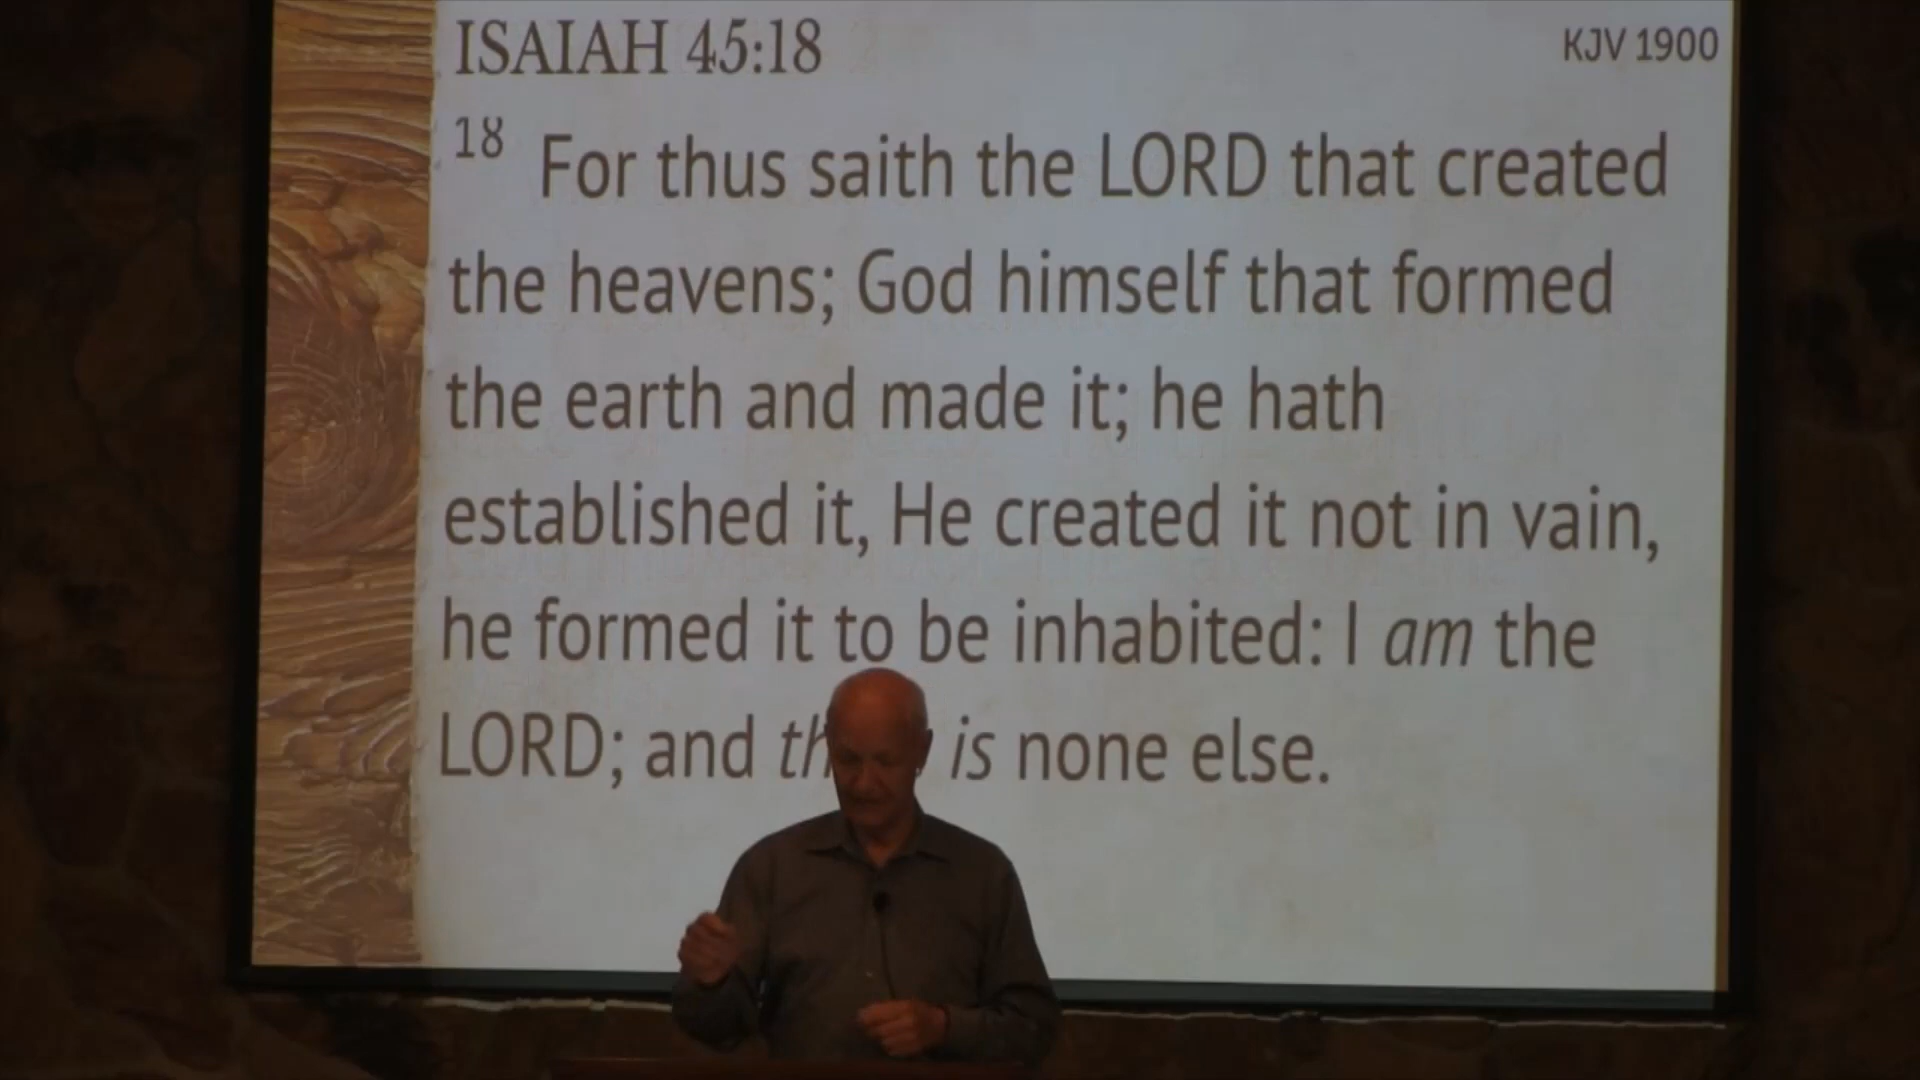 ISAIAH 45:18
KJV 1900
18 For thus saith the LORD that created
the heavens; God himself that formed
the earth and made it; he hath
established it, He created it not in vain,
he formed it to be inhabited: I am the
LORD; and is none else.